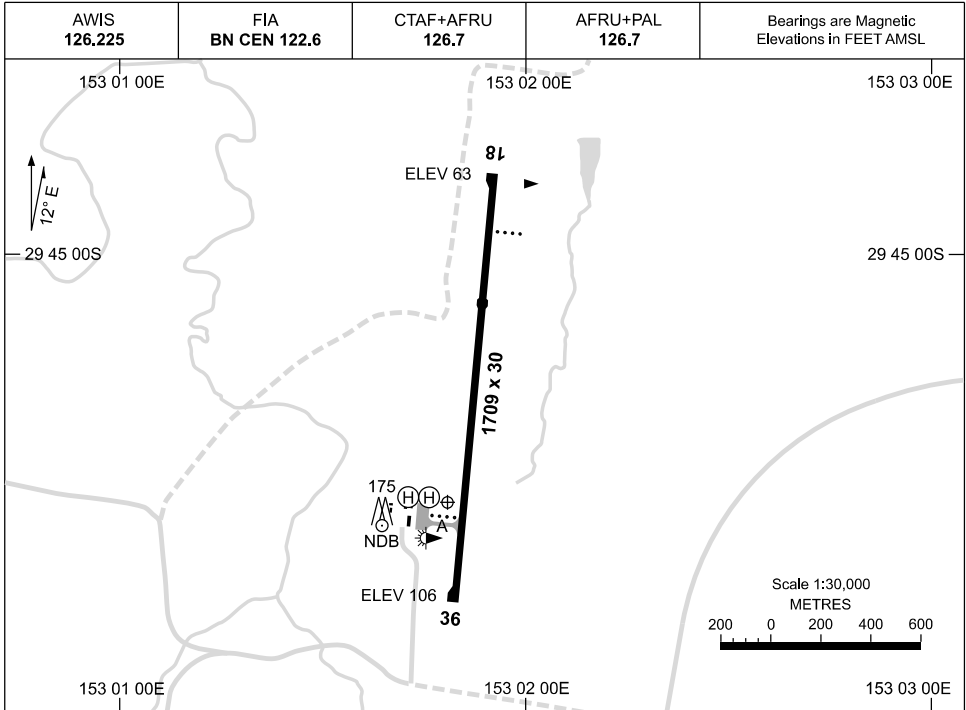 AWIS
126.225
FIA
BN CEN 122.6
CTAF+AFRU
126.7
AFRU+PAL
126.7
Bearings are Magnetic
Elevations in FEET AMSL
153 01 00E
153 02 00E
153 03 00E
18
ELEV 63
12° E
29 45 00S
29 45 00S
1709 x 30
175
H
H
A
NDB
ELEV 106
36
Scale 1:30,000
METRES
200 0 200 400 600
153 01 00E
153 02 00E
153 03 00E